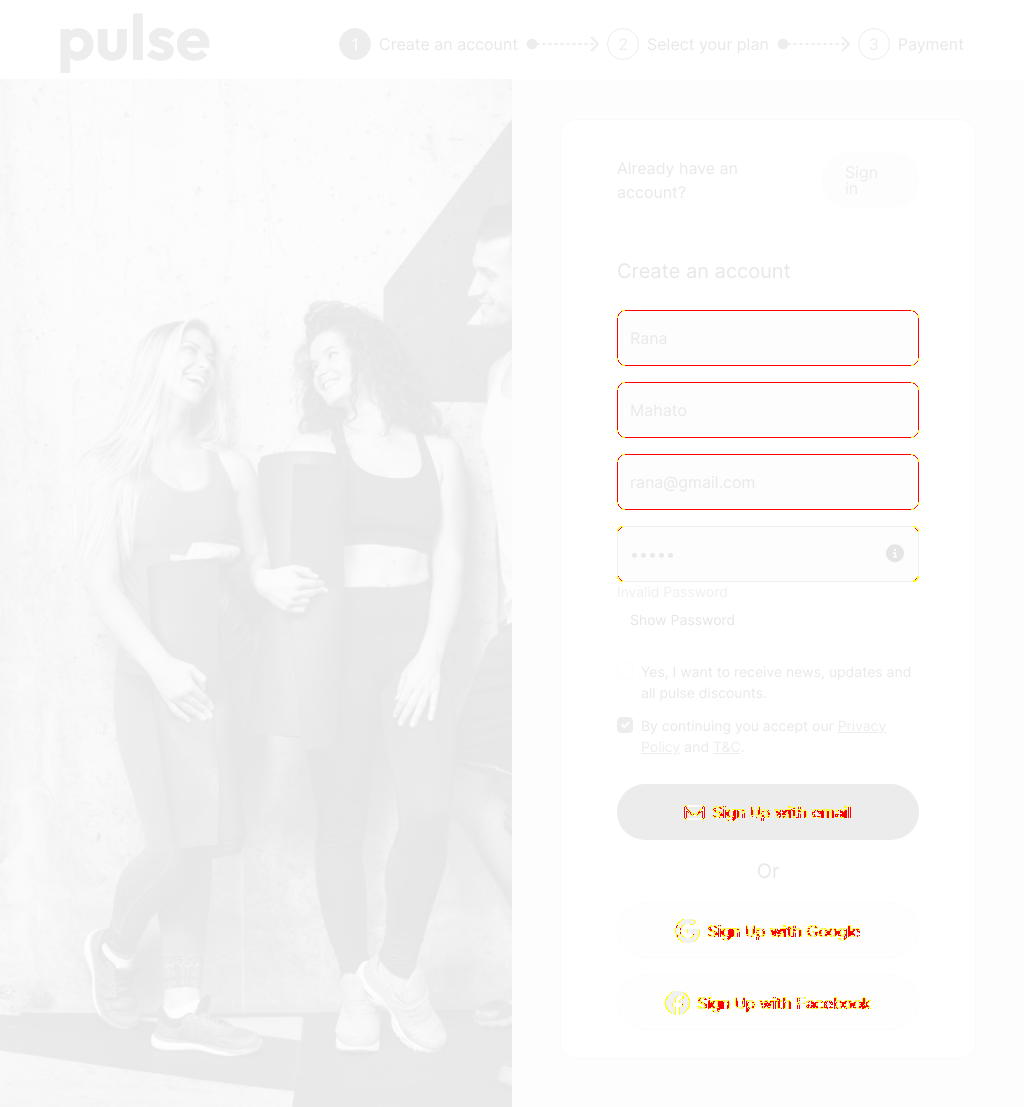 pulse
1 Create an account 2 Select your plan 3 Payment
Already have an
account?
Sign
in
Create an account
Rana
Mahato
rana@gmail.com
•••••
Invalid Password
Show Password
Yes, I want to receive news, updates and
all pulse discounts.
By continuing you accept our Privacy
Policy and T&C.
Sign Up with email
Or
Sign Up with Google
Sign Up with Facebook